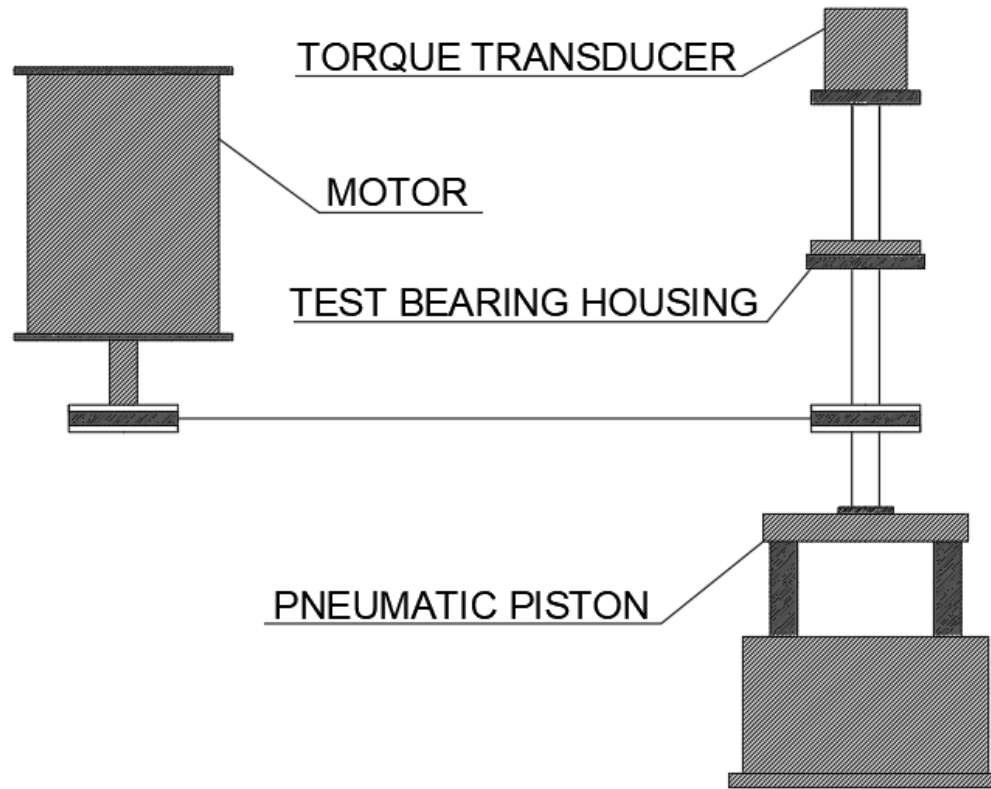 TORQUE TRANSDUCER
MOTOR
TEST BEARING HOUSING
PNEUMATIC PISTON